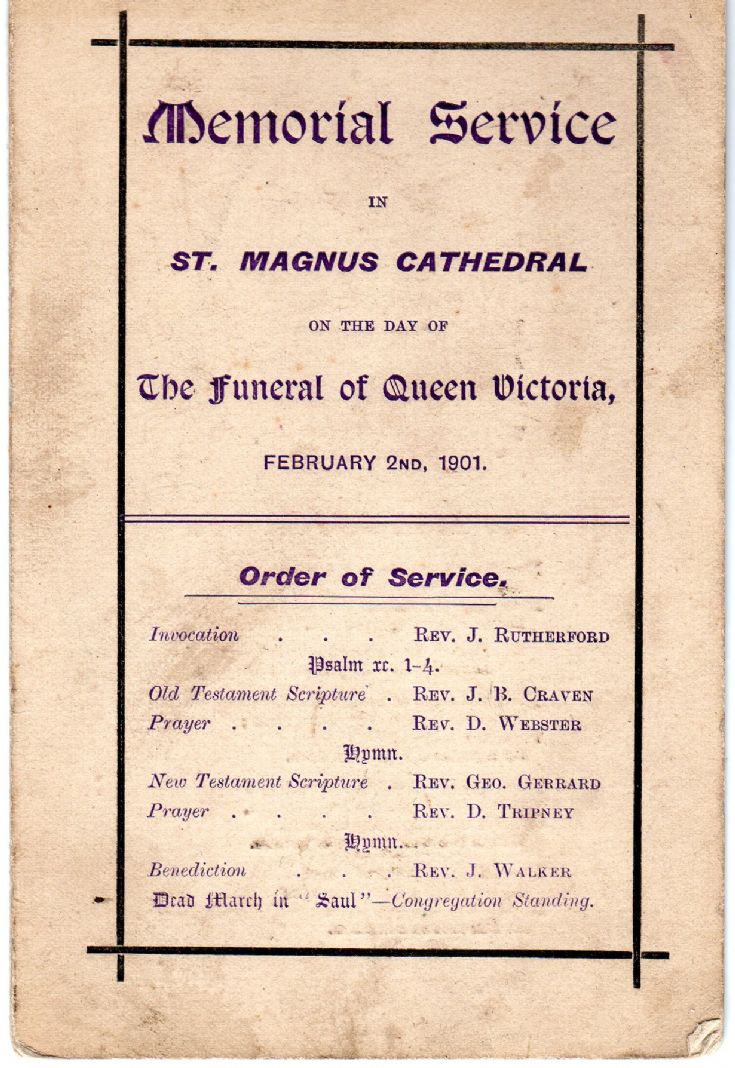 Memorial Service
IN
ST. MAGNUS CATHEDRAL
ON THE DAY OF
The Funeral of Queen Victoria,
FEBRUARY 2ND, 1901.
Order of Service.
Invocation . . . REV. J. RUTHERFORD
Psalm xc. 1-4.
Old Testament Scripture . REV. J. B. CRAVEN
Prayer . . . . REV. D. WEBSTER
Hymn.
New Testament Scripture . REV. GEO. GERRARD
Prayer . . . . REV. D. TRIPNEY
Hymn.
Benediction . . . REV. J. WALKER
Dead March in "Saul"—Congregation Standing.